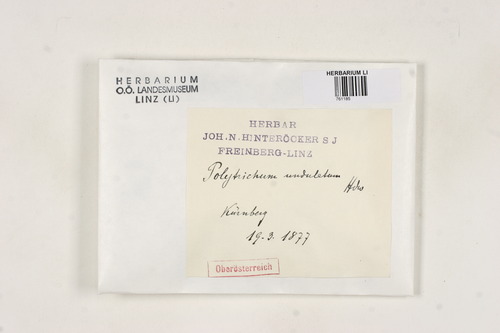 HERBARIUM
O.Ö. LANDESMUSEUM
LINZ (LI)
HERBARIUM LI
HERBAR
JOH. N. HINTERÖCKER S J
FREINBERG-LINZ
Polytrichum undulatum
Hdw
Kürnberg
19. 3. 1877
Oberösterreich